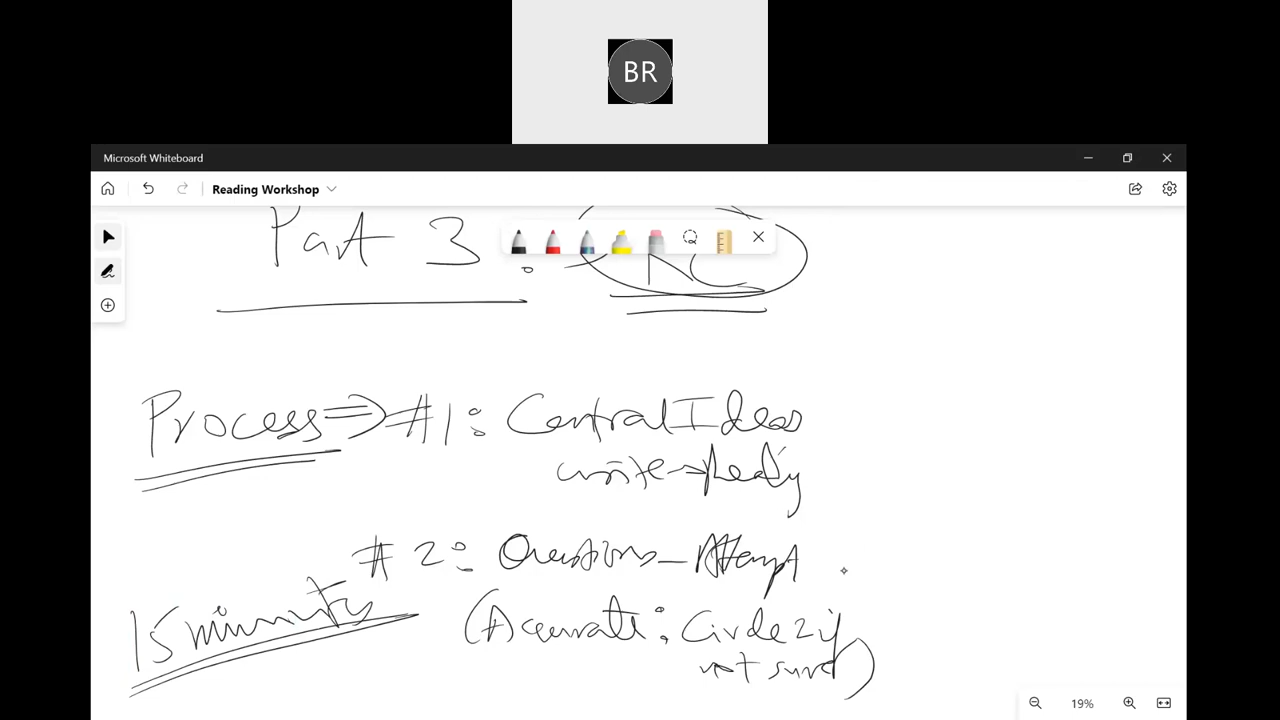 BR
Microsoft Whiteboard
Reading Workshop
Part 3 : RC
Process ⇒ #1: Central Ideas
write → Ready
#2: Questions – Attempt
15 minutes
(Accurate: Circle 2 if
not sure)
19%